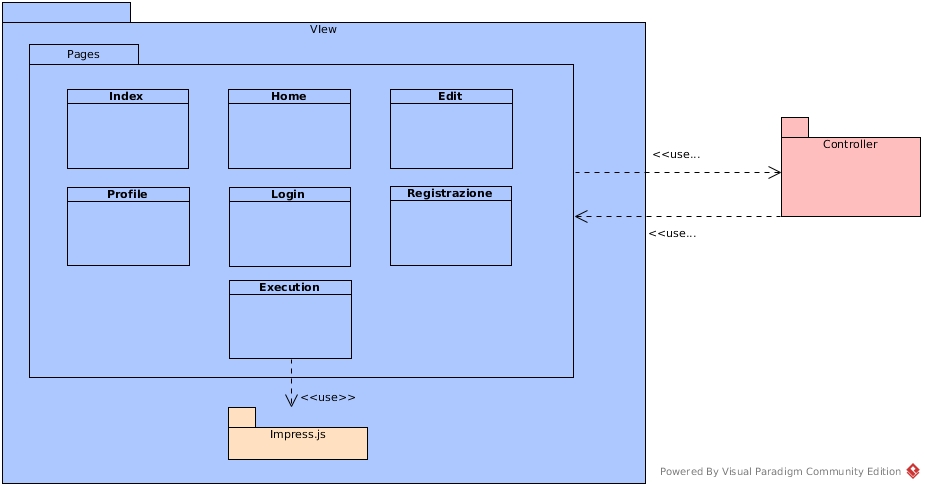 VIew
Pages
Index
Home
Edit
Profile
Login
Registrazione
Execution
<<use>>
Impress.js
<<use...
<<use...
Controller
Powered By Visual Paradigm Community Edition